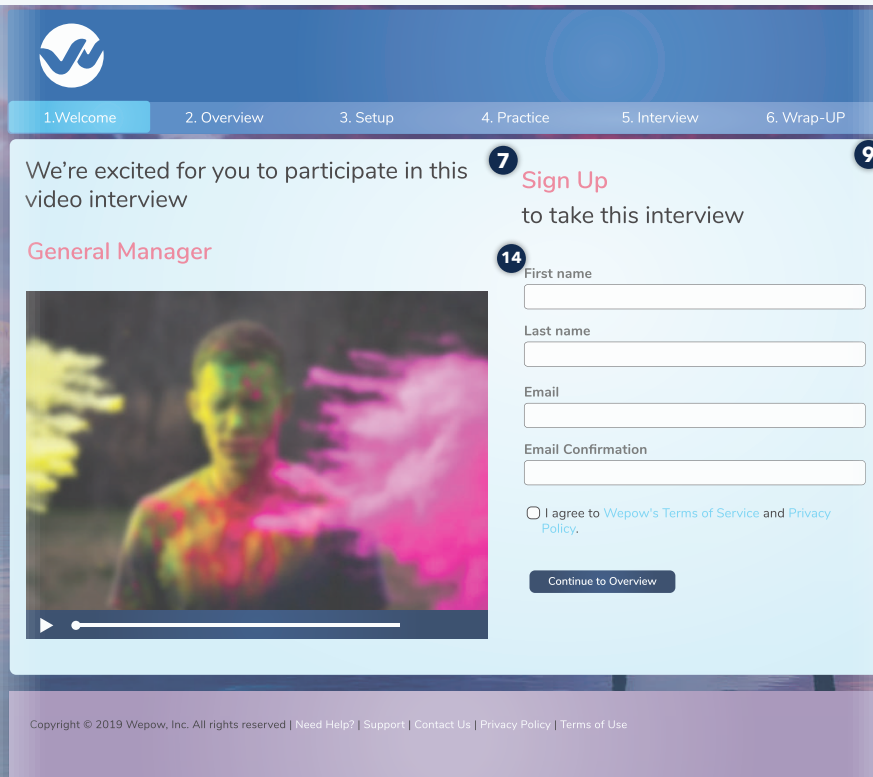 1.Welcome
2. Overview
3. Setup
4. Practice
5. Interview
6. Wrap-UP
We’re excited for you to participate in this
video interview
General Manager
7
9
Sign Up
to take this interview
14
First name
Last name
Email
Email Confirmation
I agree to Wepow's Terms of Service and Privacy
Policy.
Continue to Overview
Copyright © 2019 Wepow, Inc. All rights reserved | Need Help? | Support | Contact Us | Privacy Policy | Terms of Use